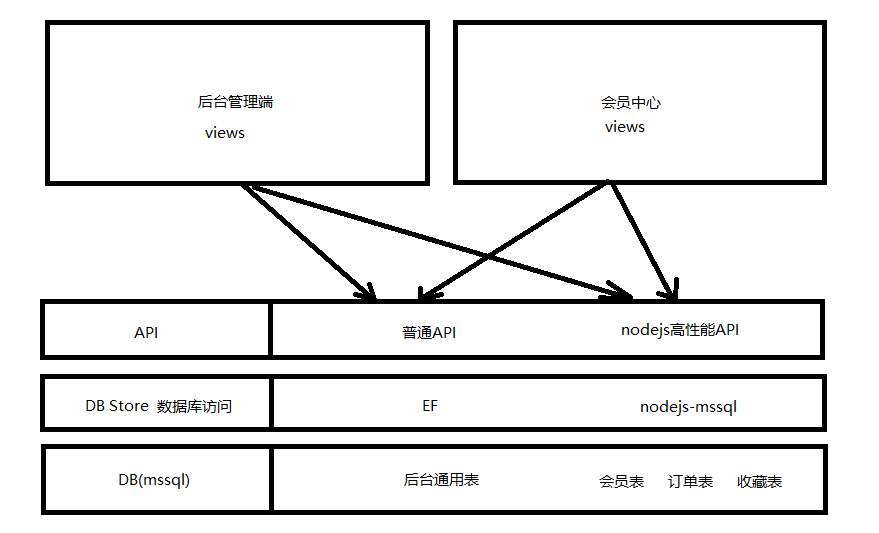 后台管理端
views
会员中心
views
API
普通API
nodejs高性能API
DB Store 数据库访问
EF
nodejs-mssql
DB(mssql)
后台通用表
会员表 订单表 收藏表